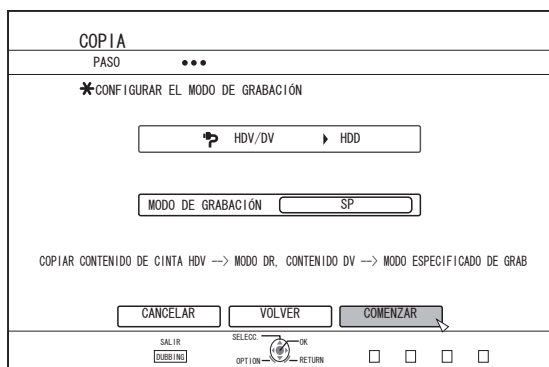 COPIA
PASO
CONFIGURAR EL MODO DE GRABACIÓN
HDV/DV HDD
MODO DE GRABACIÓN SP
COPIAR CONTENIDO DE CINTA HDV --> MODO DR, CONTENIDO DV --> MODO ESPECIFICADO DE GRAB
CANCELAR VOLVER COMENZAR
SALIR SELECC. OK
DUBBING OPTION RETURN